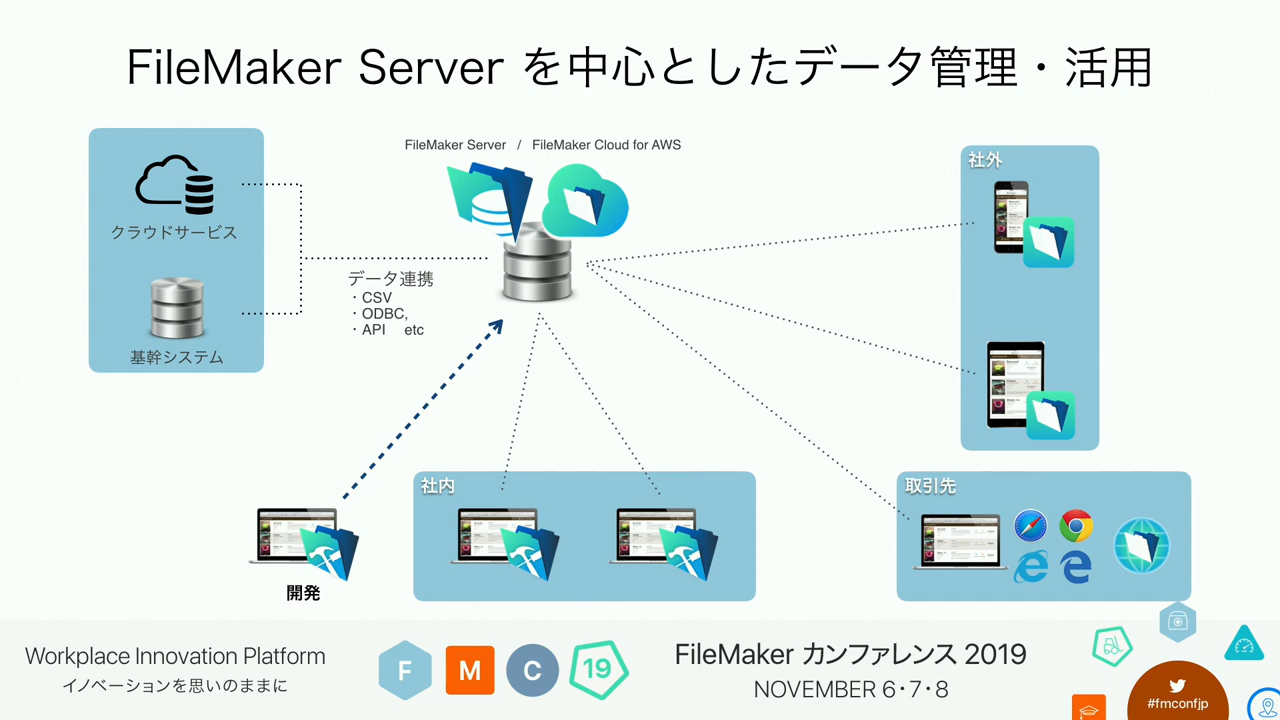 FileMaker Server を中心としたデータ管理・活用
FileMaker Server / FileMaker Cloud for AWS
クラウドサービス
基幹システム
データ連携
・CSV
・ODBC,
・API etc
社外
開発
社内
取引先
Workplace Innovation Platform
イノベーションを思いのままに
F M C 19
FileMaker カンファレンス 2019
NOVEMBER 6・7・8
#fmconfjp